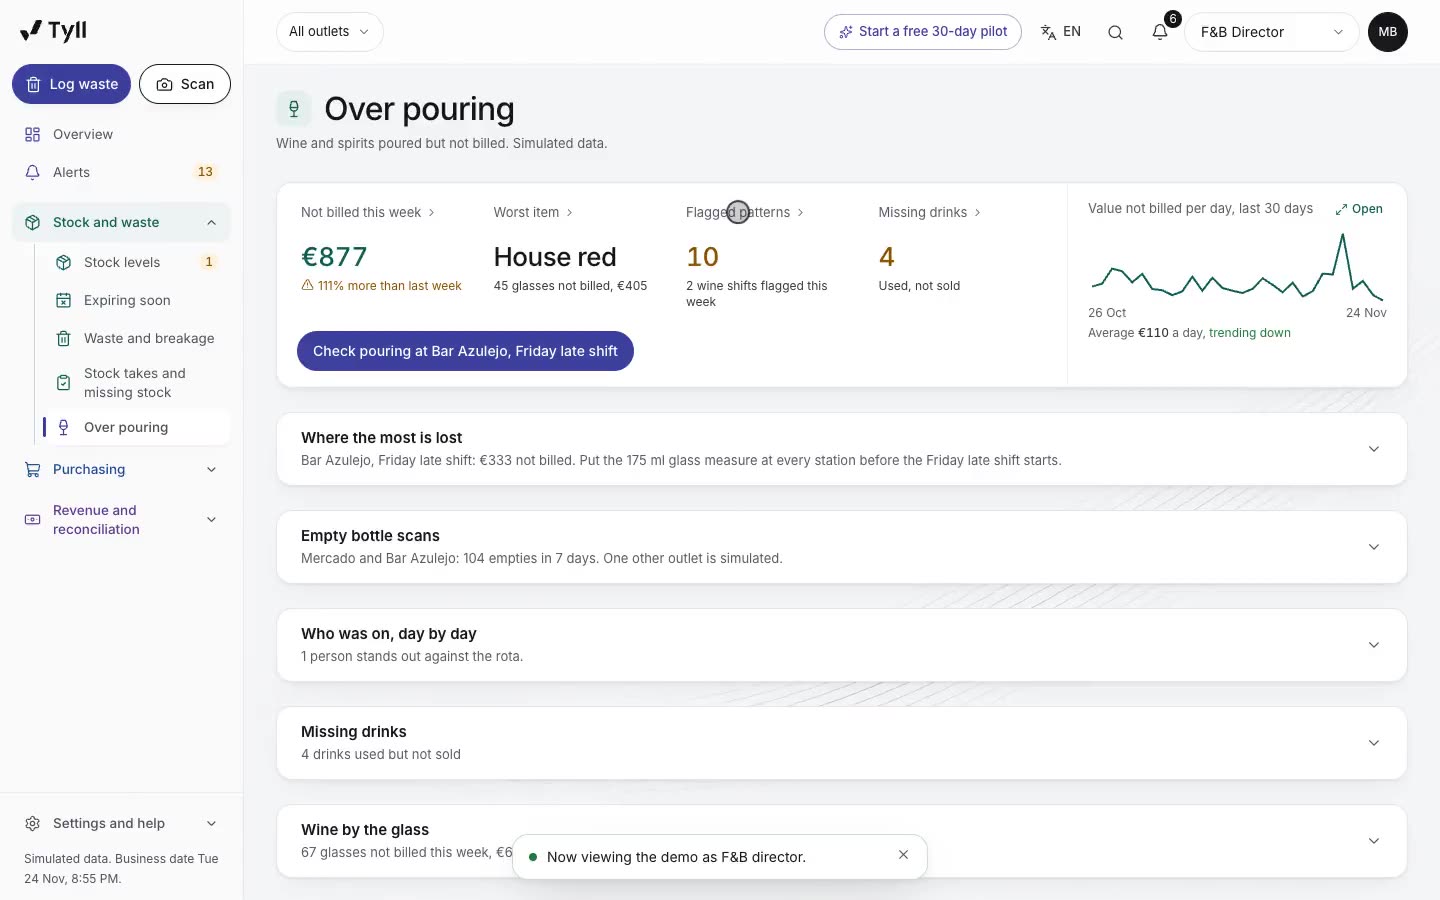 Tyll
All outlets
Start a free 30-day pilot
EN
6
F&B Director
MB
Log waste
Scan
Overview
Alerts
13
Stock and waste
Stock levels
1
Expiring soon
Waste and breakage
Stock takes and
missing stock
Over pouring
Purchasing
Revenue and
reconciliation
Settings and help
Simulated data. Business date Tue
24 Nov, 8:55 PM.
Over pouring
Wine and spirits poured but not billed. Simulated data.
Not billed this week
€877
111% more than last week
Worst item
House red
45 glasses not billed, €405
Flagged patterns
10
2 wine shifts flagged this
week
Missing drinks
4
Used, not sold
Check pouring at Bar Azulejo, Friday late shift
Value not billed per day, last 30 days
Open
26 Oct
24 Nov
Average €110 a day, trending down
Where the most is lost
Bar Azulejo, Friday late shift: €333 not billed. Put the 175 ml glass measure at every station before the Friday late shift starts.
Empty bottle scans
Mercado and Bar Azulejo: 104 empties in 7 days. One other outlet is simulated.
Who was on, day by day
1 person stands out against the rota.
Missing drinks
4 drinks used but not sold
Wine by the glass
67 glasses not billed this week, €6
Now viewing the demo as F&B director.